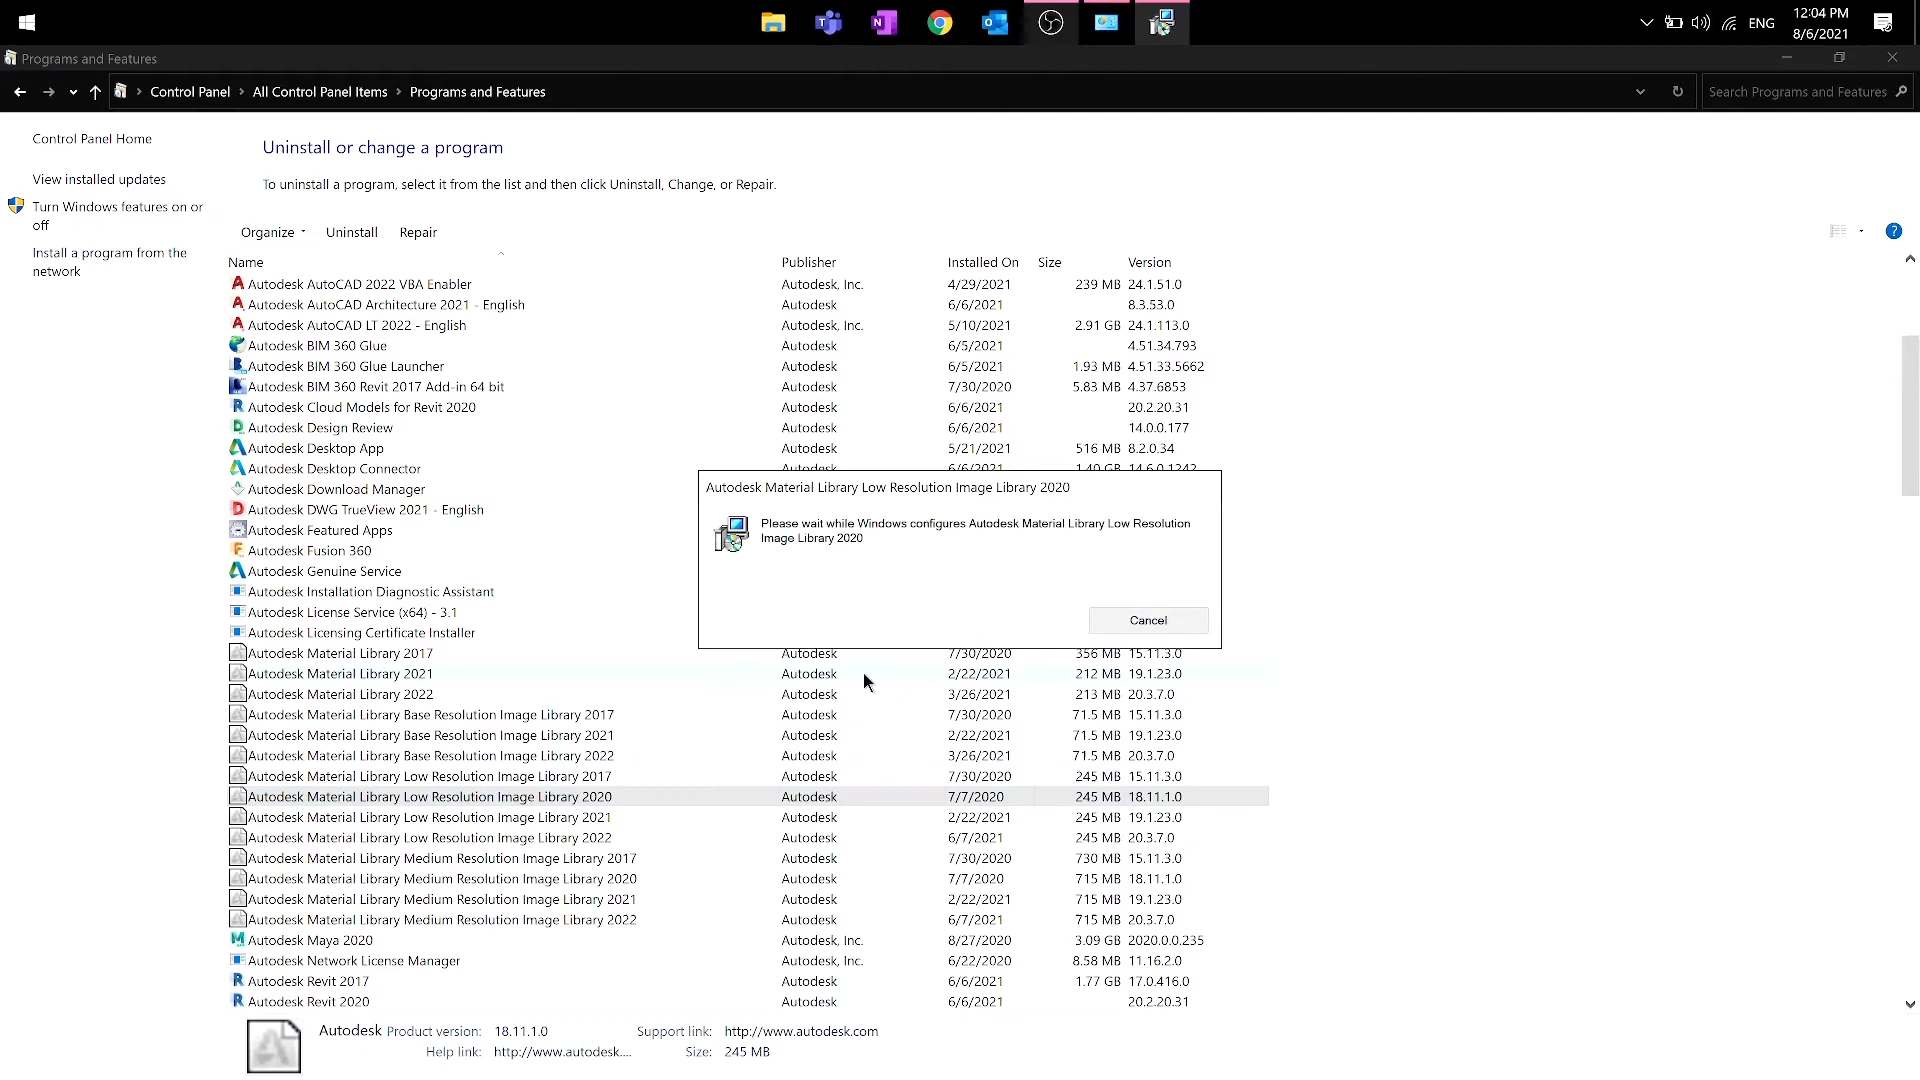 12:04 PM
ENG
8/6/2021
Programs and Features
Control Panel > All Control Panel Items > Programs and Features
Search Programs and Features
Control Panel Home
View installed updates
Turn Windows features on or
off
Install a program from the
network
Uninstall or change a program
To uninstall a program, select it from the list and then click Uninstall, Change, or Repair.
Organize Uninstall Repair
Name Publisher Installed On Size Version
Autodesk AutoCAD 2022 VBA Enabler Autodesk, Inc. 4/29/2021 239 MB 24.1.51.0
Autodesk AutoCAD Architecture 2021 - English Autodesk 6/6/2021 8.3.53.0
Autodesk AutoCAD LT 2022 - English Autodesk, Inc. 5/10/2021 2.91 GB 24.1.113.0
Autodesk BIM 360 Glue Autodesk 6/5/2021 4.51.34.793
Autodesk BIM 360 Glue Launcher Autodesk 6/5/2021 1.93 MB 4.51.33.5662
Autodesk BIM 360 Revit 2017 Add-in 64 bit Autodesk 7/30/2020 5.83 MB 4.37.6853
Autodesk Cloud Models for Revit 2020 Autodesk 6/6/2021 20.2.20.31
Autodesk Design Review Autodesk 6/6/2021 14.0.0.177
Autodesk Desktop App Autodesk 5/21/2021 516 MB 8.2.0.34
Autodesk Desktop Connector Autodesk 6/6/2021 1.40 GB 14.6.0.1242
Autodesk Download Manager
Autodesk DWG TrueView 2021 - English
Autodesk Featured Apps
Autodesk Fusion 360
Autodesk Genuine Service
Autodesk Installation Diagnostic Assistant
Autodesk License Service (x64) - 3.1
Autodesk Licensing Certificate Installer
Autodesk Material Library Low Resolution Image Library 2020
Please wait while Windows configures Autodesk Material Library Low Resolution
Image Library 2020
Cancel
Autodesk Material Library 2017 Autodesk 7/30/2020 356 MB 15.11.3.0
Autodesk Material Library 2021 Autodesk 2/22/2021 212 MB 19.1.23.0
Autodesk Material Library 2022 Autodesk 3/26/2021 213 MB 20.3.7.0
Autodesk Material Library Base Resolution Image Library 2017 Autodesk 7/30/2020 71.5 MB 15.11.3.0
Autodesk Material Library Base Resolution Image Library 2021 Autodesk 2/22/2021 71.5 MB 19.1.23.0
Autodesk Material Library Base Resolution Image Library 2022 Autodesk 3/26/2021 71.5 MB 20.3.7.0
Autodesk Material Library Low Resolution Image Library 2017 Autodesk 7/30/2020 245 MB 15.11.3.0
Autodesk Material Library Low Resolution Image Library 2020 Autodesk 7/7/2020 245 MB 18.11.1.0
Autodesk Material Library Low Resolution Image Library 2021 Autodesk 2/22/2021 245 MB 19.1.23.0
Autodesk Material Library Low Resolution Image Library 2022 Autodesk 6/7/2021 245 MB 20.3.7.0
Autodesk Material Library Medium Resolution Image Library 2017 Autodesk 7/30/2020 730 MB 15.11.3.0
Autodesk Material Library Medium Resolution Image Library 2020 Autodesk 7/7/2020 715 MB 18.11.1.0
Autodesk Material Library Medium Resolution Image Library 2021 Autodesk 2/22/2021 715 MB 19.1.23.0
Autodesk Material Library Medium Resolution Image Library 2022 Autodesk 6/7/2021 715 MB 20.3.7.0
Autodesk Maya 2020 Autodesk, Inc. 8/27/2020 3.09 GB 2020.0.0.235
Autodesk Network License Manager Autodesk, Inc. 6/22/2020 8.58 MB 11.16.2.0
Autodesk Revit 2017 Autodesk 6/6/2021 1.77 GB 17.0.416.0
Autodesk Revit 2020 Autodesk 6/6/2021 20.2.20.31
Autodesk Product version: 18.11.1.0 Support link: http://www.autodesk.com
Help link: http://www.autodesk.... Size: 245 MB